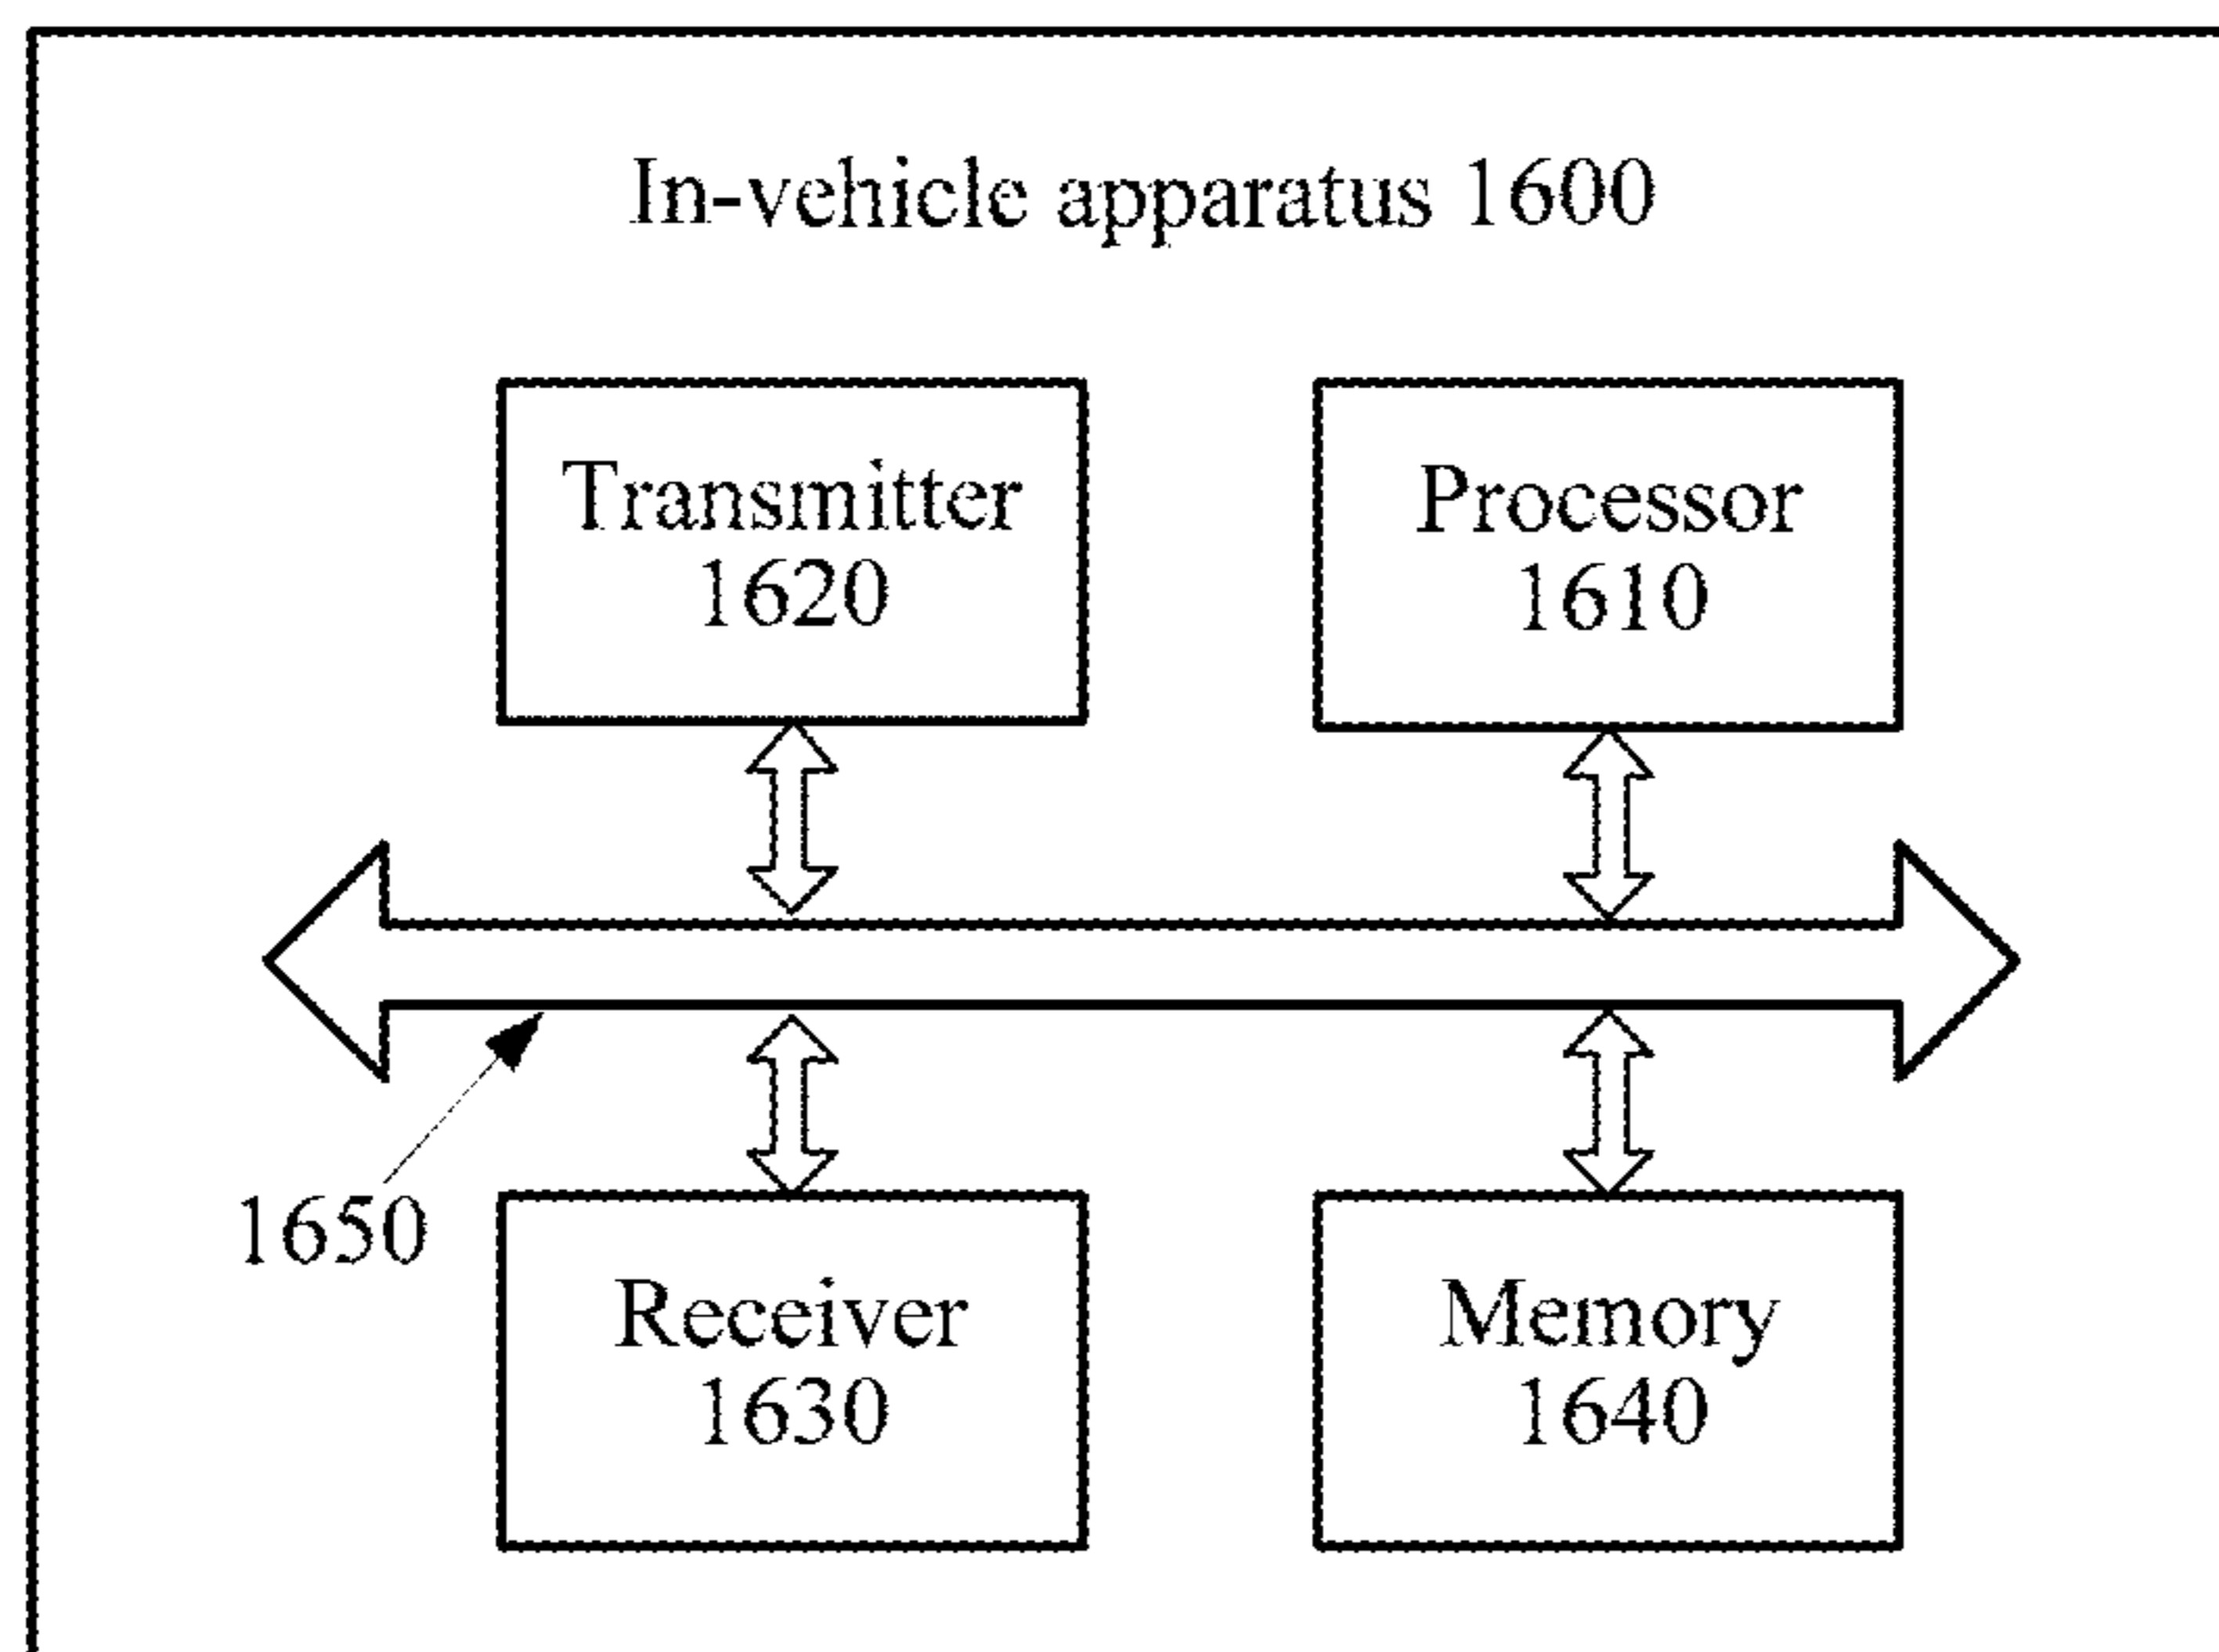 In-vehicle apparatus 1600
Transmitter
1620
Processor
1610
1650
Receiver
1630
Memory
1640